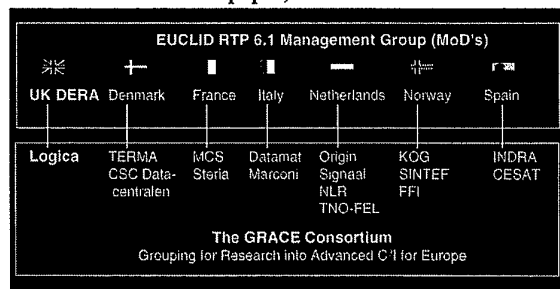 EUCLID RTP 6.1 Management Group (MoD's)
UK DERA Denmark France Italy Netherlands Norway Spain
Logica TERMA MCS Datamat Origin KOG INDRA
CSC Data- Steria Marconi Signaal SINTEF CESAT
centralen NLR FFI
TNO-FEL
The GRACE Consortium
Grouping for Research into Advanced C³I for Europe